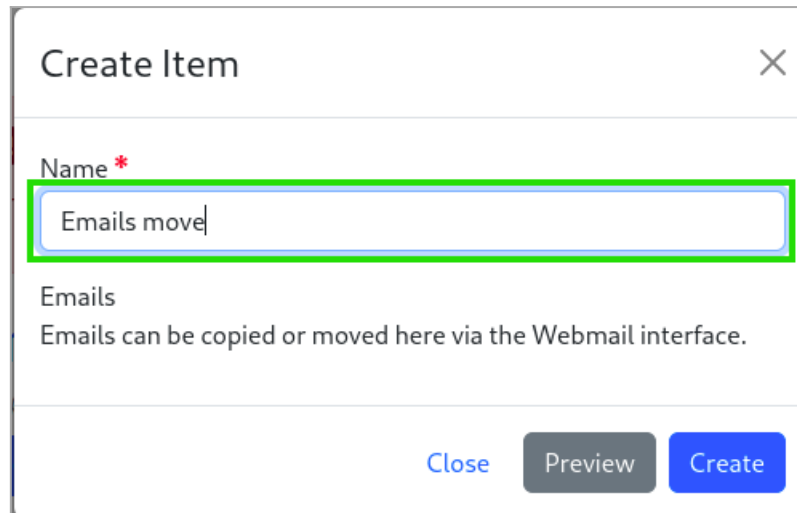 Create Item
Name *
Emails move
Emails
Emails can be copied or moved here via the Webmail interface.
Close Preview Create